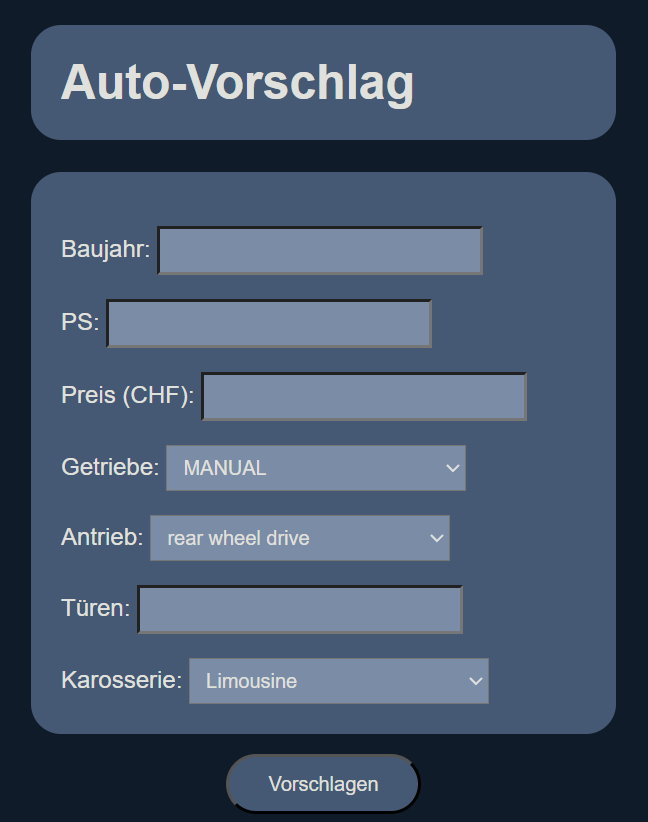 Auto-Vorschlag
Baujahr:
PS:
Preis (CHF):
Getriebe: MANUAL
Antrieb: rear wheel drive
Türen:
Karosserie: Limousine
Vorschlagen